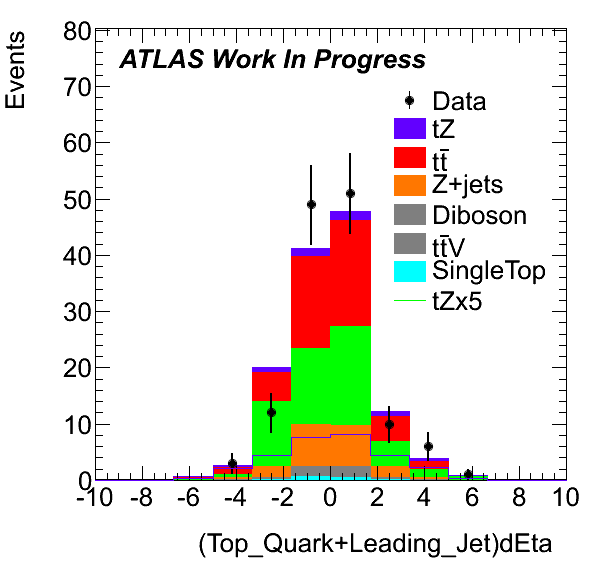 Events
80
70
60
50
40
30
20
10
0
ATLAS Work In Progress
Data
tZ
tt̄
Z+jets
Diboson
tt̄V
SingleTop
tZx5
-10 -8 -6 -4 -2 0 2 4 6 8 10
(Top_Quark+Leading_Jet)dEta